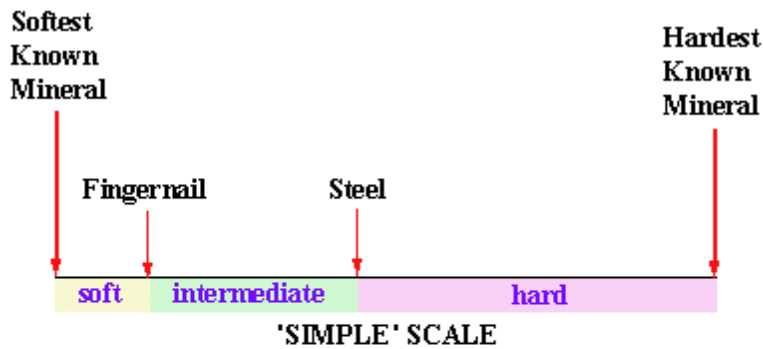 Softest
Known
Mineral
Hardest
Known
Mineral
Fingernail
Steel
soft
intermediate
hard
'SIMPLE' SCALE